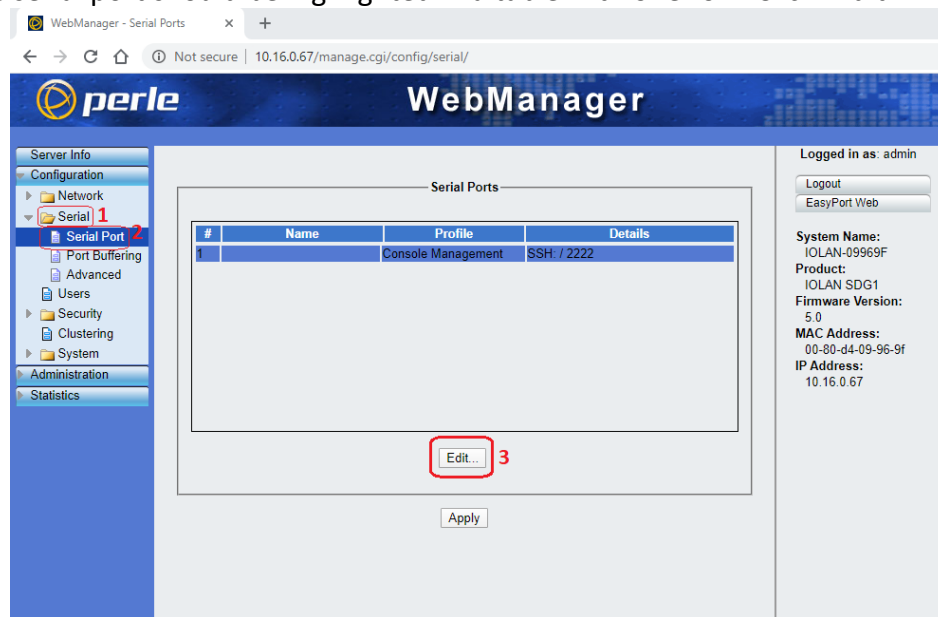 WebManager - Serial Ports
Not secure | 10.16.0.67/manage.cgi/config/serial/
perle WebManager
Server Info
Configuration
Network
Serial 1
Serial Port 2
Port Buffering
Advanced
Users
Security
Clustering
System
Administration
Statistics
Serial Ports
# Name Profile Details
1 Console Management SSH: / 2222
Edit... 3
Apply
Logged in as: admin
Logout
EasyPort Web
System Name:
IOLAN-09969F
Product:
IOLAN SDG1
Firmware Version:
5.0
MAC Address:
00-80-d4-09-96-9f
IP Address:
10.16.0.67